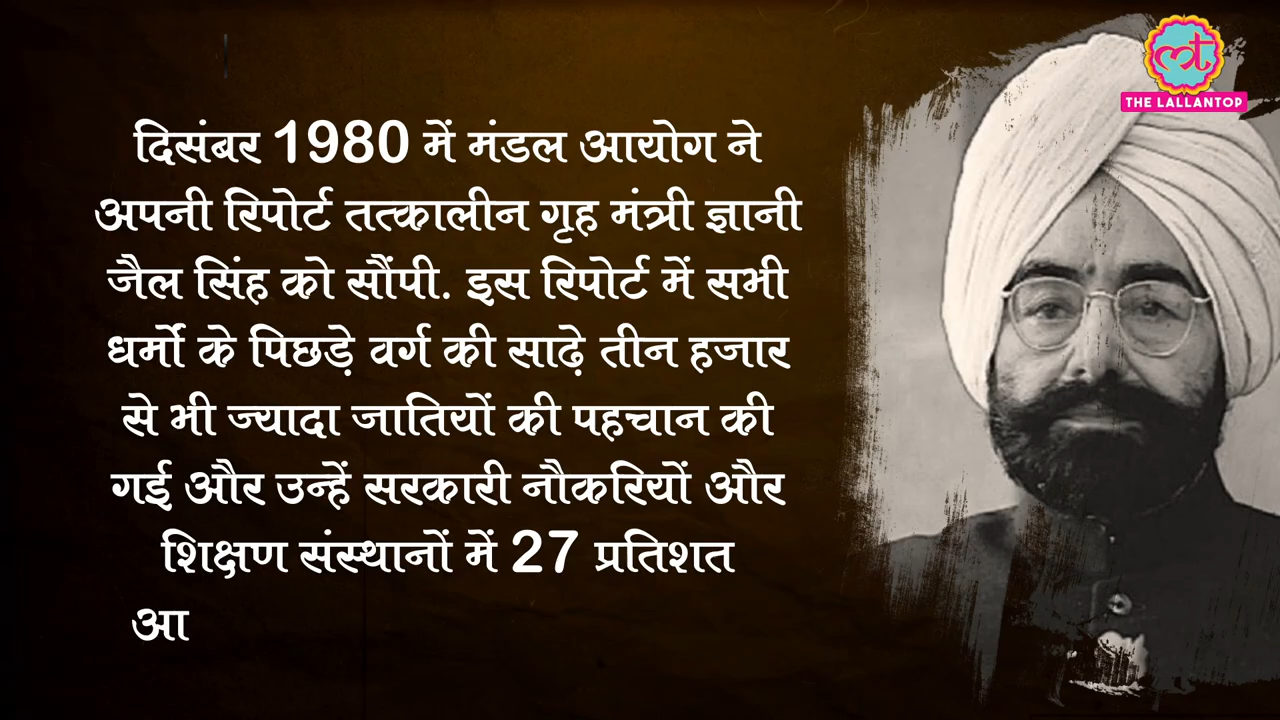 दिसंबर 1980 में मंडल आयोग ने
अपनी रिपोर्ट तत्कालीन गृह मंत्री ज्ञानी
जैल सिंह को सौंपी. इस रिपोर्ट में सभी
धर्मो के पिछड़े वर्ग की साढ़े तीन हजार
से भी ज्यादा जातियों की पहचान की
गई और उन्हें सरकारी नौकरियों और
शिक्षण संस्थानों में 27 प्रतिशत
आ
mt
THE LALLANTOP